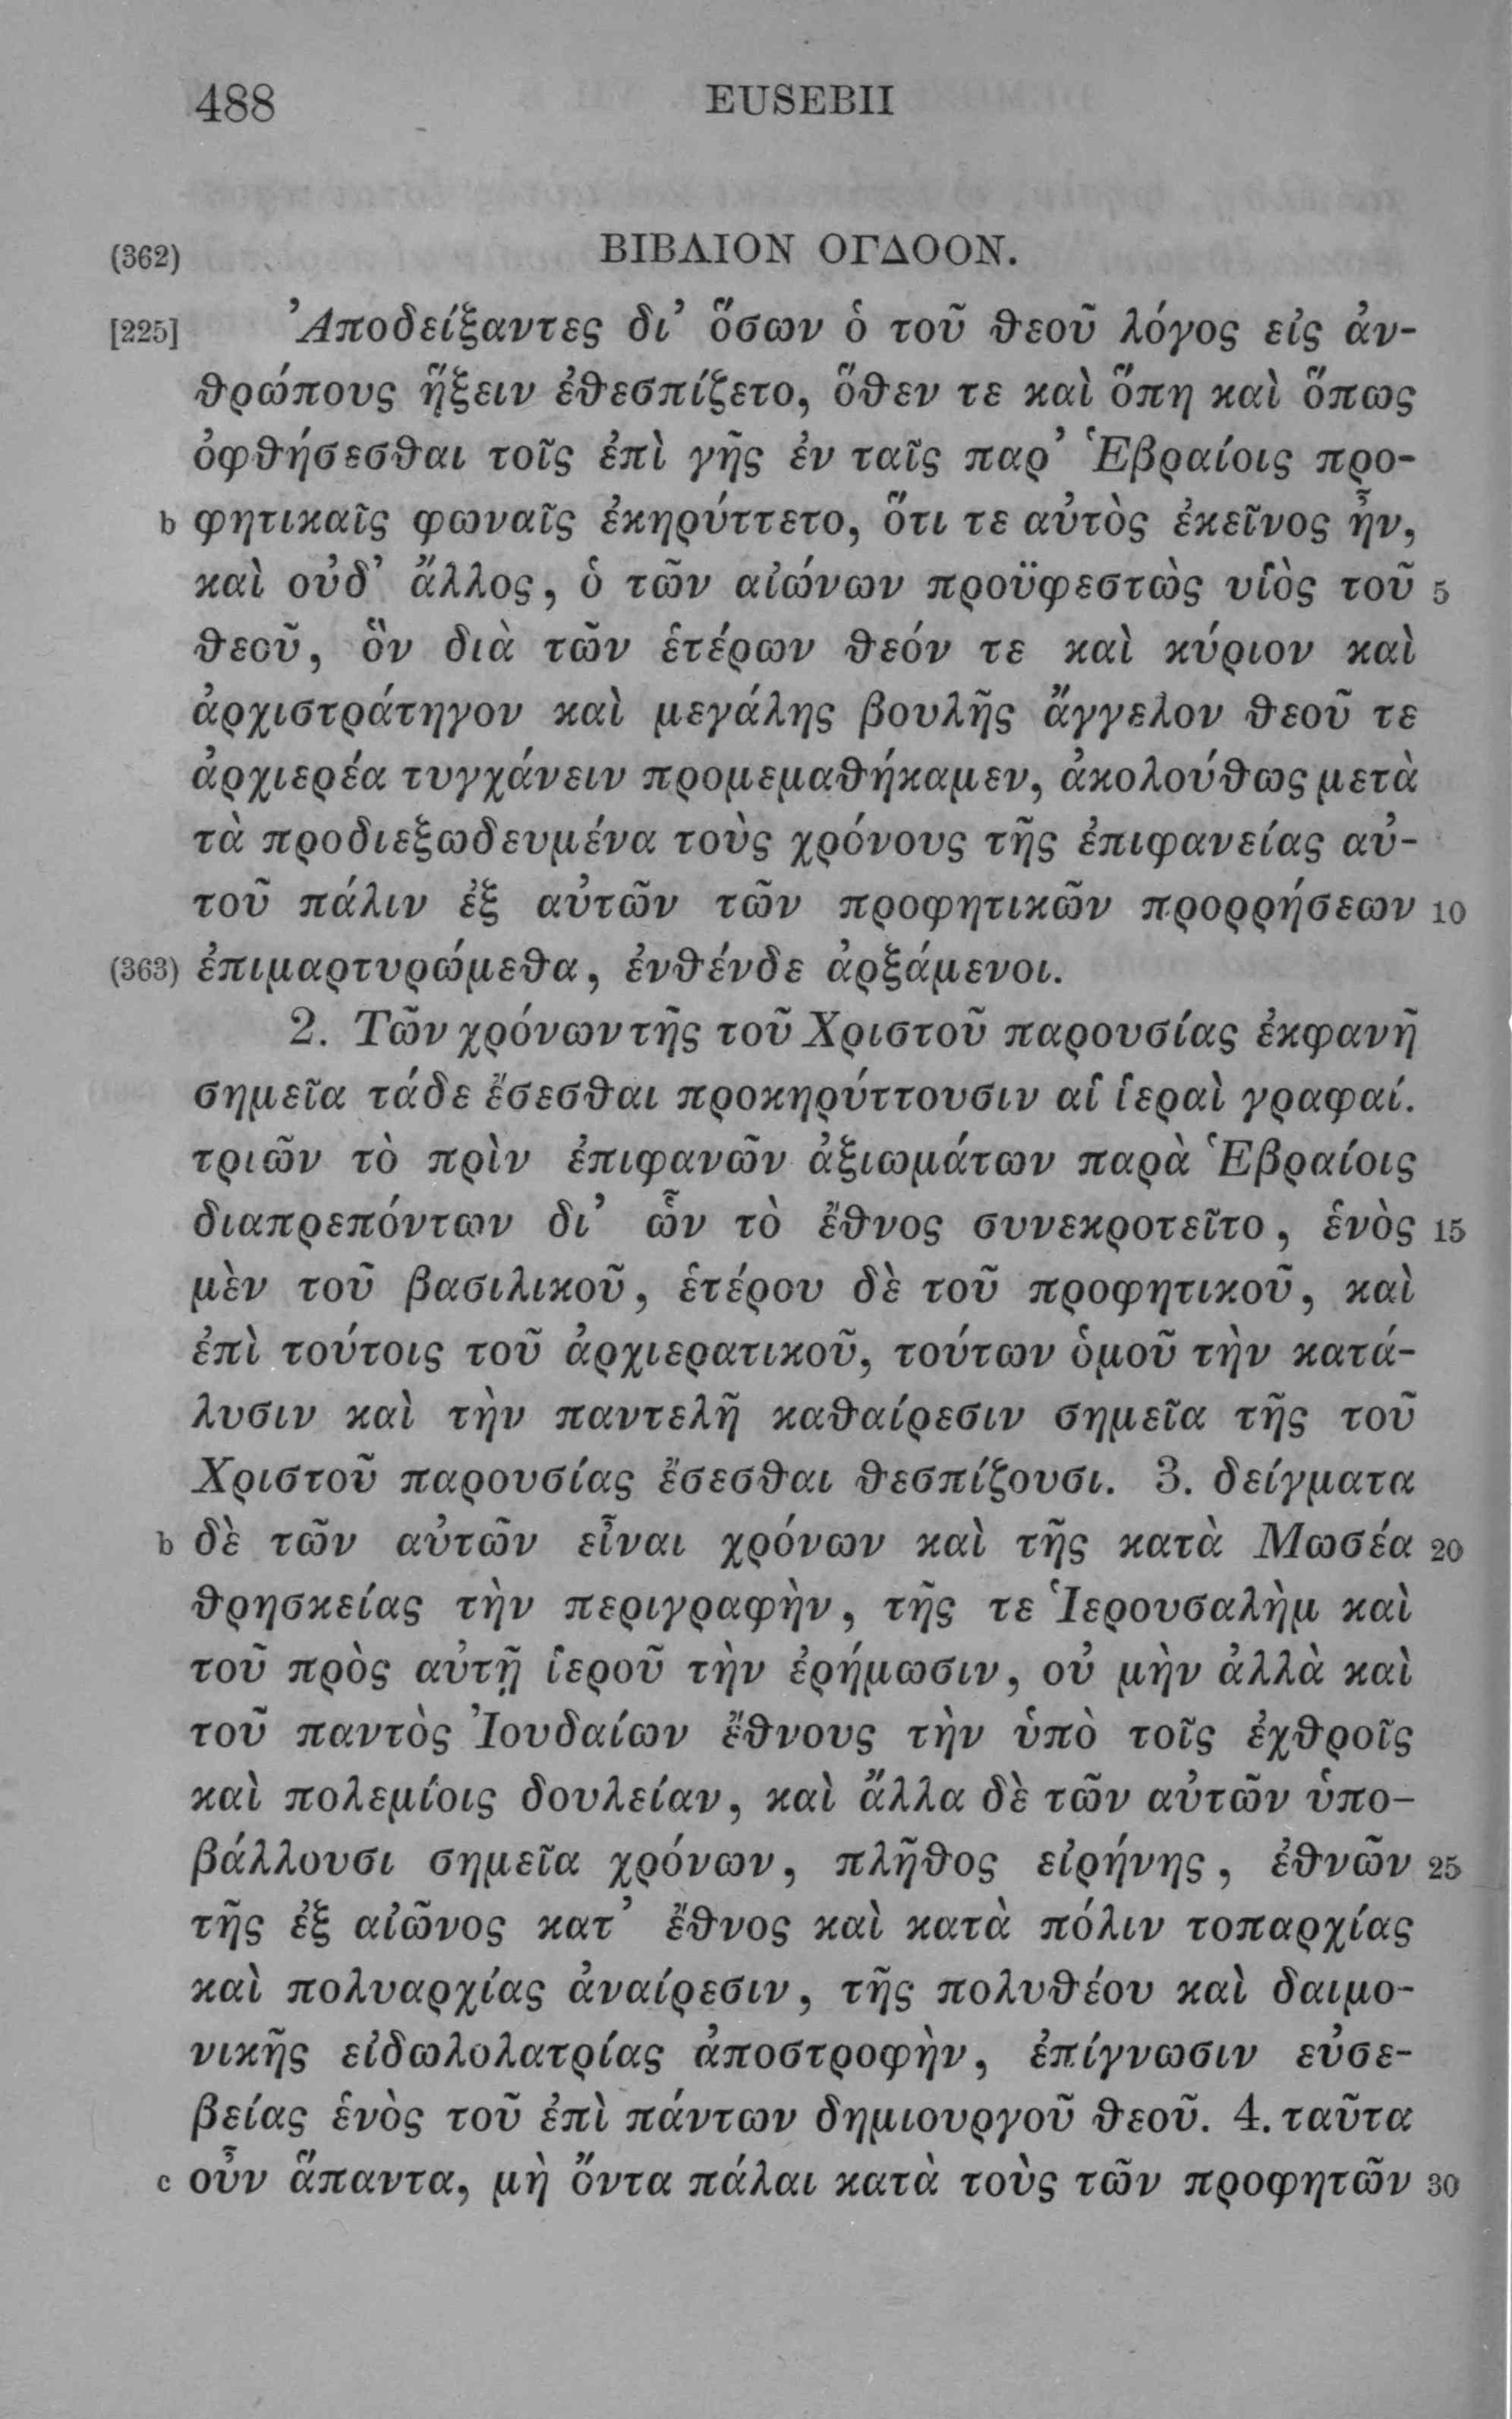 488 EUSEBII
(362) ΒΙΒΛΙΟΝ ΟΓΔΟΟΝ.
[225] Ἀποδείξαντες δι’ ὅσων ὁ τοῦ θεοῦ λόγος εἰς ἀν-
θρώπους ἥξειν ἐθεσπίζετο, ὅθεν τε καὶ ὅπη καὶ ὅπως
ὀφθήσεσθαι τοῖς ἐπὶ γῆς ἐν ταῖς παρ’ Ἑβραίοις προ-
b φητικαῖς φωναῖς ἐκηρύττετο, ὅτι τε αὐτὸς ἐκεῖνος ἦν,
καὶ οὐδ’ ἄλλος, ὁ τῶν αἰώνων προϋφεστὼς υἱὸς τοῦ 5
θεοῦ, ὃν διὰ τῶν ἑτέρων θεόν τε καὶ κύριον καὶ
ἀρχιστράτηγον καὶ μεγάλης βουλῆς ἄγγελον θεοῦ τε
ἀρχιερέα τυγχάνειν προμεμαθήκαμεν, ἀκολούθως μετὰ
τὰ προδιεξωδευμένα τοὺς χρόνους τῆς ἐπιφανείας αὐ-
τοῦ πάλιν ἐξ αὐτῶν τῶν προφητικῶν προρρήσεων 10
(363) ἐπιμαρτυρώμεθα, ἐνθένδε ἀρξάμενοι.
2. Τῶν χρόνων τῆς τοῦ Χριστοῦ παρουσίας ἐκφανῆ
σημεῖα τάδε ἔσεσθαι προκηρύττουσιν αἱ ἱεραὶ γραφαί.
τριῶν τὸ πρὶν ἐπιφανῶν ἀξιωμάτων παρὰ Ἑβραίοις
διαπρεπόντων δι’ ὧν τὸ ἔθνος συνεκροτεῖτο, ἑνὸς 15
μὲν τοῦ βασιλικοῦ, ἑτέρου δὲ τοῦ προφητικοῦ, καὶ
ἐπὶ τούτοις τοῦ ἀρχιερατικοῦ, τούτων ὁμοῦ τὴν κατά-
λυσιν καὶ τὴν παντελῆ καθαίρεσιν σημεῖα τῆς τοῦ
Χριστοῦ παρουσίας ἔσεσθαι θεσπίζουσι. 3. δείγματα
b δὲ τῶν αὐτῶν εἶναι χρόνων καὶ τῆς κατὰ Μωσέα 20
θρησκείας τὴν περιγραφὴν, τῆς τε Ἱερουσαλὴμ καὶ
τοῦ πρὸς αὐτῇ ἱεροῦ τὴν ἐρήμωσιν, οὐ μὴν ἀλλὰ καὶ
τοῦ παντὸς Ἰουδαίων ἔθνους τὴν ὑπὸ τοῖς ἐχθροῖς
καὶ πολεμίοις δουλείαν, καὶ ἄλλα δὲ τῶν αὐτῶν ὑπο-
βάλλουσι σημεῖα χρόνων, πλῆθος εἰρήνης, ἐθνῶν 25
τῆς ἐξ αἰῶνος κατ’ ἔθνος καὶ κατὰ πόλιν τοπαρχίας
καὶ πολυαρχίας ἀναίρεσιν, τῆς πολυθέου καὶ δαιμο-
νικῆς εἰδωλολατρίας ἀποστροφὴν, ἐπίγνωσιν εὐσε-
βείας ἑνὸς τοῦ ἐπὶ πάντων δημιουργοῦ θεοῦ. 4. ταῦτα
c οὖν ἅπαντα, μὴ ὄντα πάλαι κατὰ τοὺς τῶν προφητῶν 30